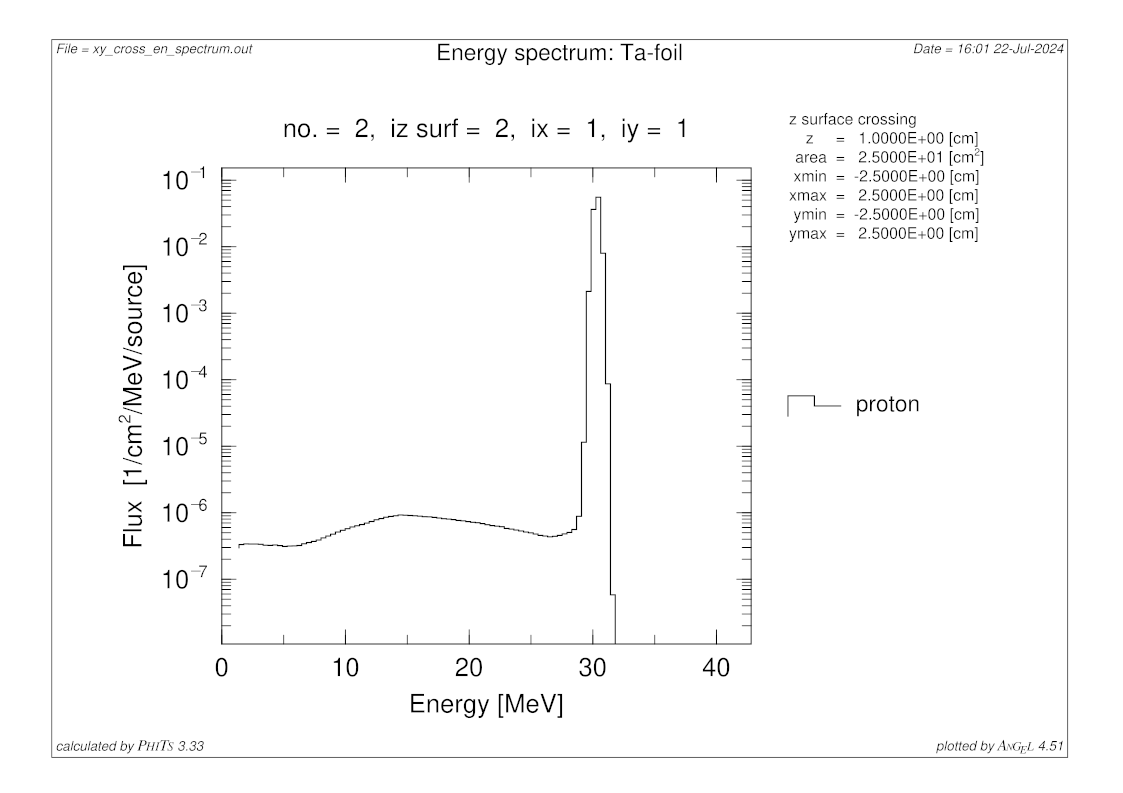 File = xy_cross_en_spectrum.out
Energy spectrum: Ta-foil
Date = 16:01 22-Jul-2024
no. = 2, iz surf = 2, ix = 1, iy = 1
z surface crossing
z = 1.0000E+00 [cm]
area = 2.5000E+01 [cm²]
xmin = -2.5000E+00 [cm]
xmax = 2.5000E+00 [cm]
ymin = -2.5000E+00 [cm]
ymax = 2.5000E+00 [cm]
10⁻¹
10⁻²
10⁻³
10⁻⁴
10⁻⁵
10⁻⁶
10⁻⁷
Flux [1/cm²/MeV/source]
proton
0 10 20 30 40
Energy [MeV]
calculated by PHITS 3.33
plotted by ANGEL 4.51